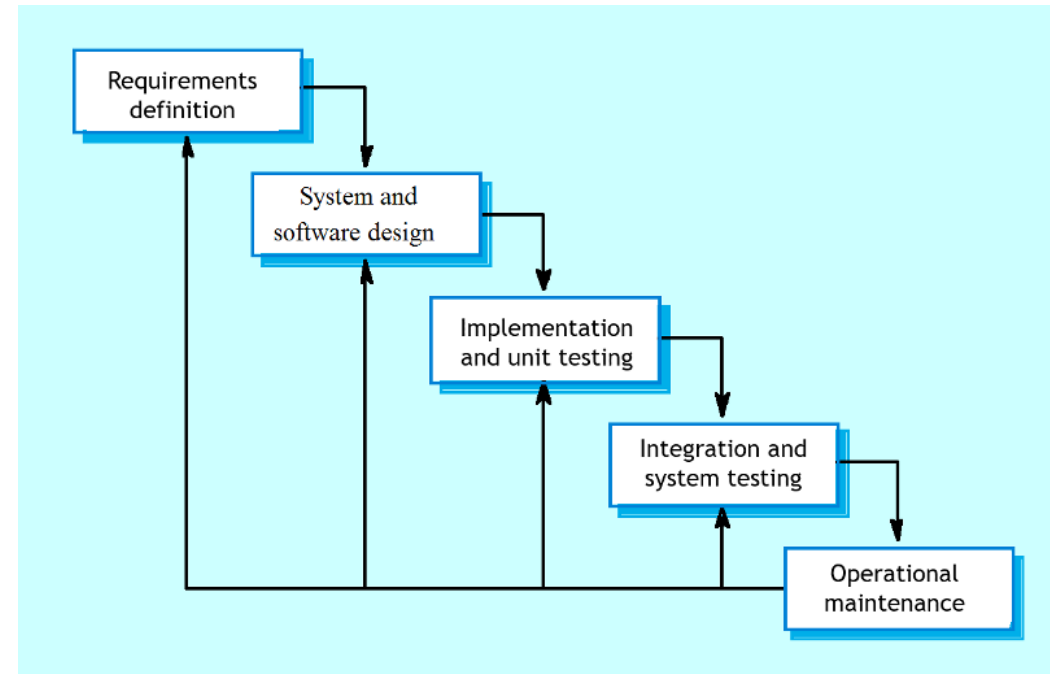 Requirements
definition
System and
software design
Implementation
and unit testing
Integration and
system testing
Operational
maintenance